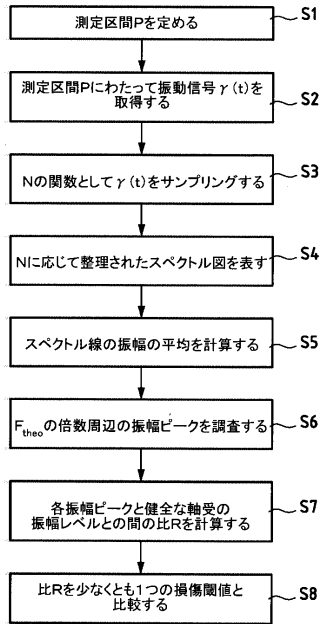 測定区間Pを定める
S1
測定区間Pにわたって振動信号γ(t)を
取得する
S2
Nの関数としてγ(t)をサンプリングする
S3
Nに応じて整理されたスペクトル図を表す
S4
スペクトル線の振幅の平均を計算する
S5
Ftheoの倍数周辺の振幅ピークを調査する
S6
各振幅ピークと健全な軸受の
振幅レベルとの間の比Rを計算する
S7
比Rを少なくとも1つの損傷閾値と
比較する
S8